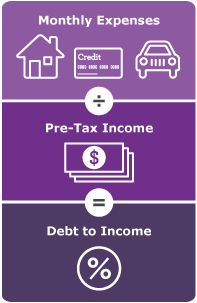 Monthly Expenses
Credit
÷
Pre-Tax Income
$
=
Debt to Income
%